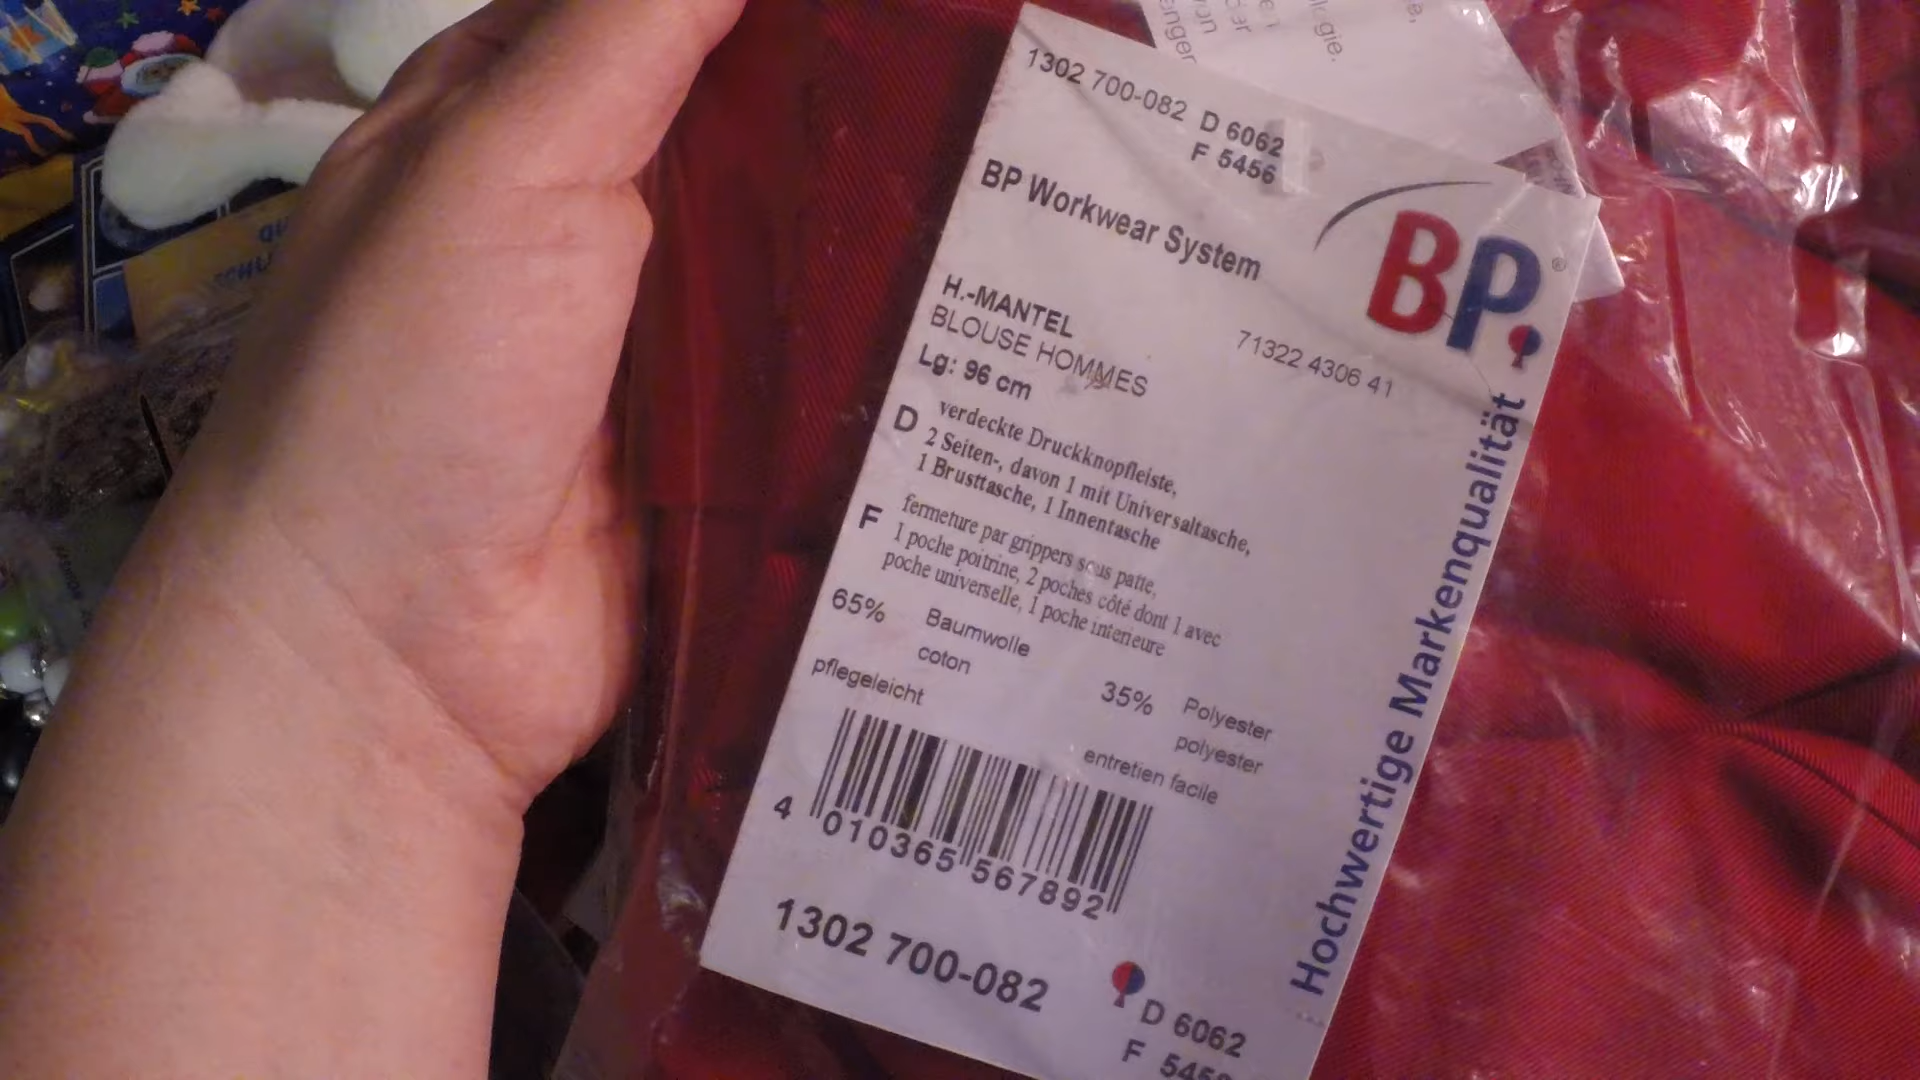 1302 700-082 D 6062
F 5456
BP Workwear System
BP®
H.-MANTEL
BLOUSE HOMMES
71322 4306 41
Lg: 96 cm
D verdeckte Druckknopfleiste,
2 Seiten-, davon 1 mit Universaltasche,
1 Brusttasche, 1 Innentasche
F fermeture par grippers sous patte,
1 poche poitrine, 2 poches côté dont 1 avec
poche universelle, 1 poche interieure
65% Baumwolle
coton
35% Polyester
polyester
pflegeleicht
entretien facile
4 010365 567892
1302 700-082
D 6062
F 5456
Hochwertige Markenqualität